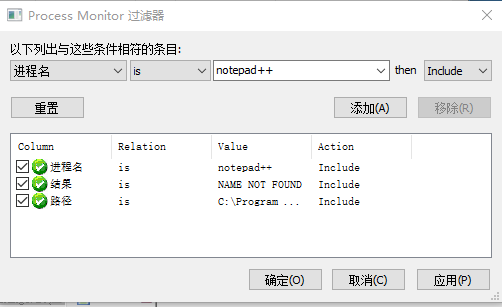 Process Monitor 过滤器
以下列出与这些条件相符的条目:
进程名 is notepad++ then Include
重置 添加(A) 移除(R)
Column Relation Value Action
进程名 is notepad++ Include
结果 is NAME NOT FOUND Include
路径 is C:\Program ... Include
确定(O) 取消(C) 应用(P)